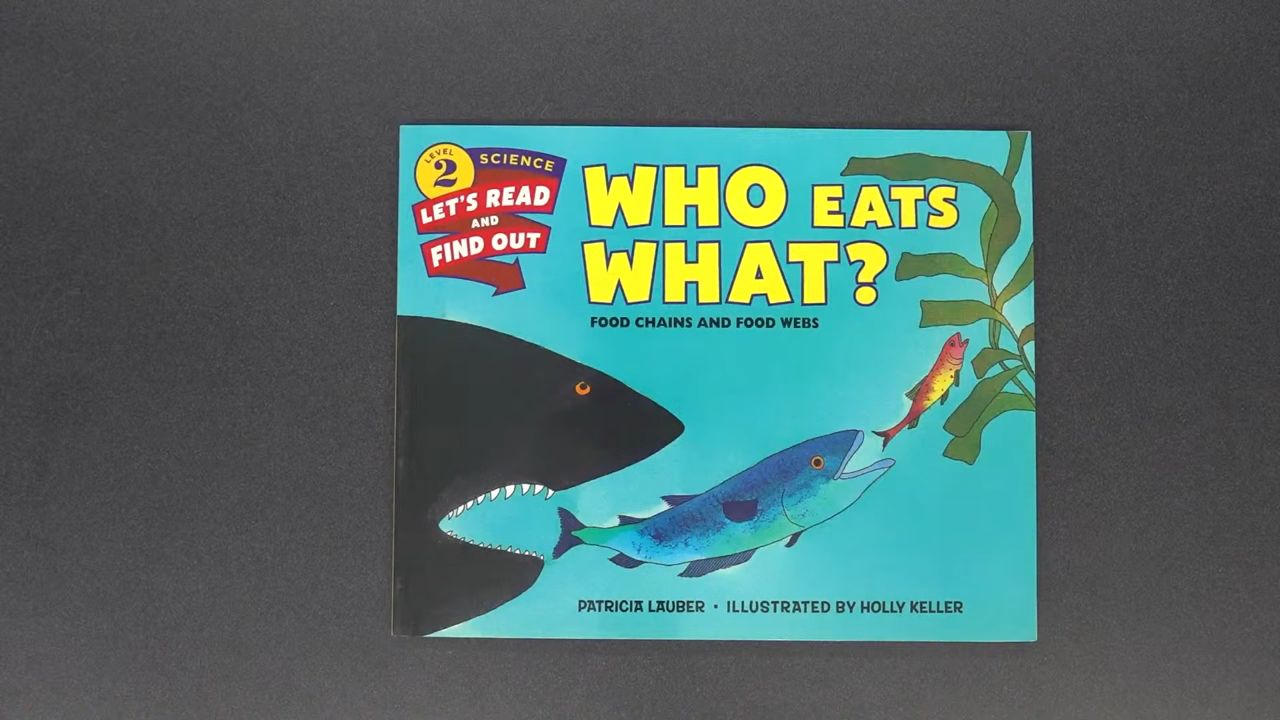 LEVEL
2
SCIENCE
LET'S READ
AND
FIND OUT
WHO EATS
WHAT?
FOOD CHAINS AND FOOD WEBS
PATRICIA LAUBER · ILLUSTRATED BY HOLLY KELLER